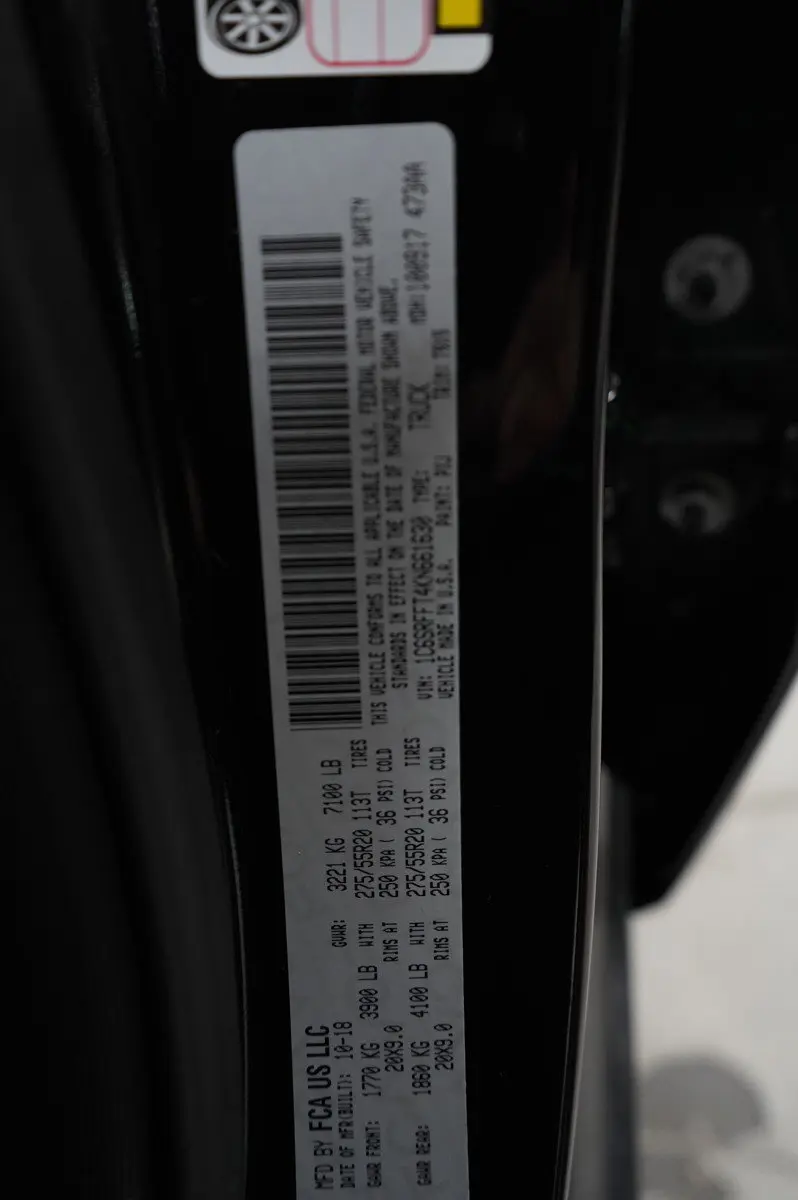 MFD BY FCA US LLC
DATE OF MFR(BUILT): 10-18 GVWR: 3221 KG 7100 LB
GAWR FRONT: 1770 KG 3900 LB WITH 275/55R20 113T TIRES
20X9.0 RIMS AT 250 KPA ( 36 PSI) COLD
GAWR REAR: 1860 KG 4100 LB WITH 275/55R20 113T TIRES
20X9.0 RIMS AT 250 KPA ( 36 PSI) COLD
THIS VEHICLE CONFORMS TO ALL APPLICABLE U.S.A. FEDERAL MOTOR VEHICLE SAFETY
STANDARDS IN EFFECT ON THE DATE OF MANUFACTURE SHOWN ABOVE.
VIN: 1C6SRFFT4KN661630 TYPE: TRUCK MDH: 100917 473AA
VEHICLE MADE IN U.S.A. PAINT: TRIM: